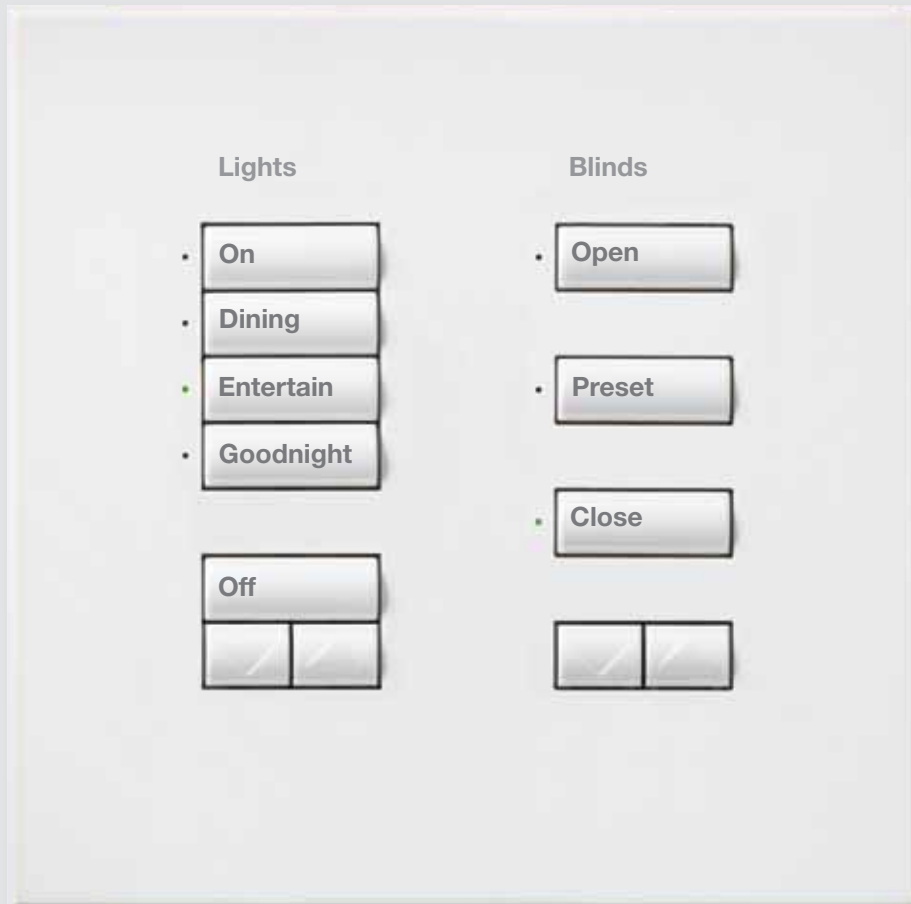 Lights
On
Dining
Entertain
Goodnight
Off
Blinds
Open
Preset
Close